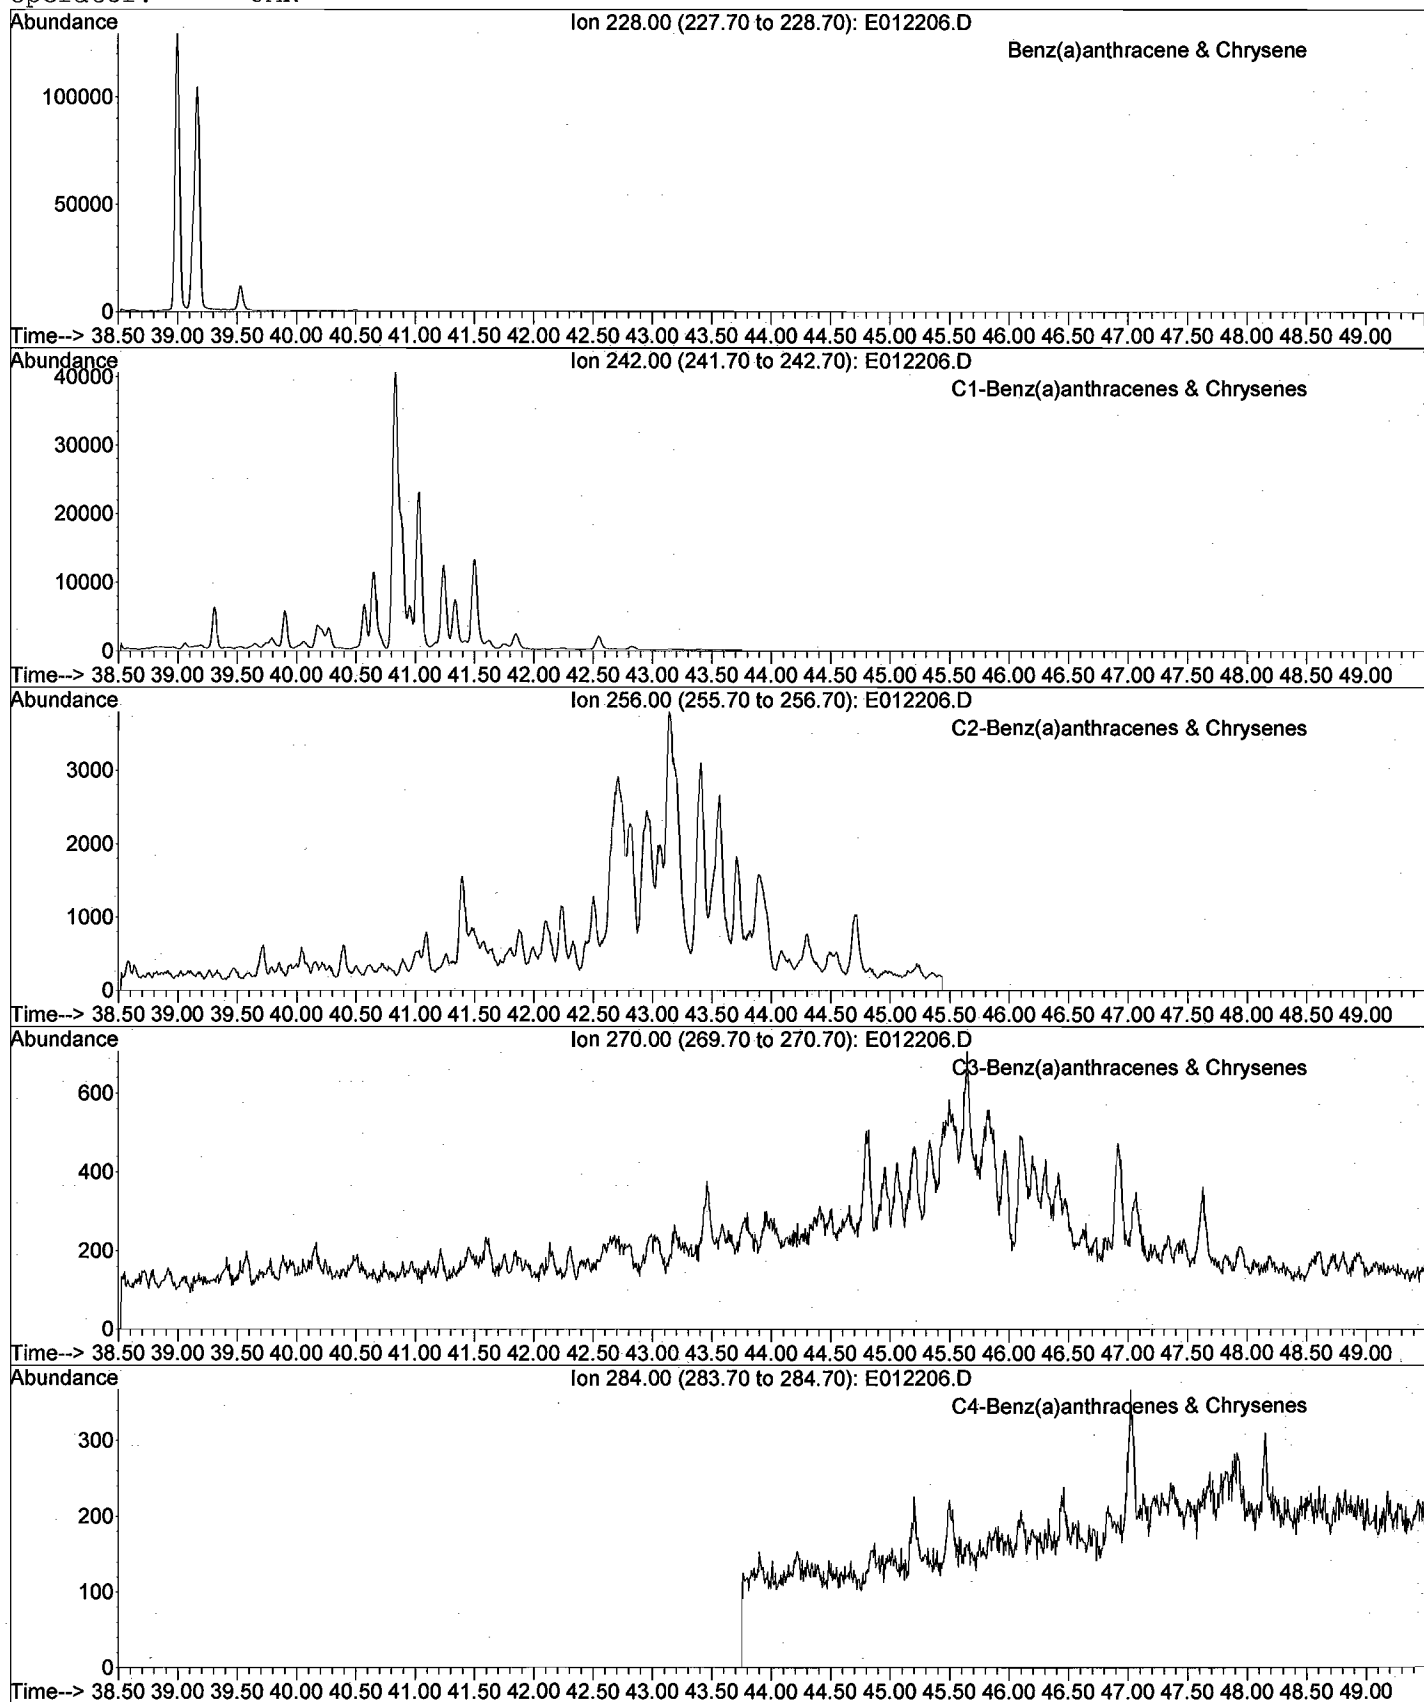 Abundance Ion 228.00 (227.70 to 228.70): E012206.D
Benz(a)anthracene & Chrysene
100000
50000
0
Time--> 38.50 39.00 39.50 40.00 40.50 41.00 41.50 42.00 42.50 43.00 43.50 44.00 44.50 45.00 45.50 46.00 46.50 47.00 47.50 48.00 48.50 49.00
Abundance Ion 242.00 (241.70 to 242.70): E012206.D
40000
C1-Benz(a)anthracenes & Chrysenes
30000
20000
10000
0
Time--> 38.50 39.00 39.50 40.00 40.50 41.00 41.50 42.00 42.50 43.00 43.50 44.00 44.50 45.00 45.50 46.00 46.50 47.00 47.50 48.00 48.50 49.00
Abundance Ion 256.00 (255.70 to 256.70): E012206.D
C2-Benz(a)anthracenes & Chrysenes
3000
2000
1000
0
Time--> 38.50 39.00 39.50 40.00 40.50 41.00 41.50 42.00 42.50 43.00 43.50 44.00 44.50 45.00 45.50 46.00 46.50 47.00 47.50 48.00 48.50 49.00
Abundance Ion 270.00 (269.70 to 270.70): E012206.D
C3-Benz(a)anthracenes & Chrysenes
600
400
200
0
Time--> 38.50 39.00 39.50 40.00 40.50 41.00 41.50 42.00 42.50 43.00 43.50 44.00 44.50 45.00 45.50 46.00 46.50 47.00 47.50 48.00 48.50 49.00
Abundance Ion 284.00 (283.70 to 284.70): E012206.D
C4-Benz(a)anthracenes & Chrysenes
300
200
100
0
Time--> 38.50 39.00 39.50 40.00 40.50 41.00 41.50 42.00 42.50 43.00 43.50 44.00 44.50 45.00 45.50 46.00 46.50 47.00 47.50 48.00 48.50 49.00